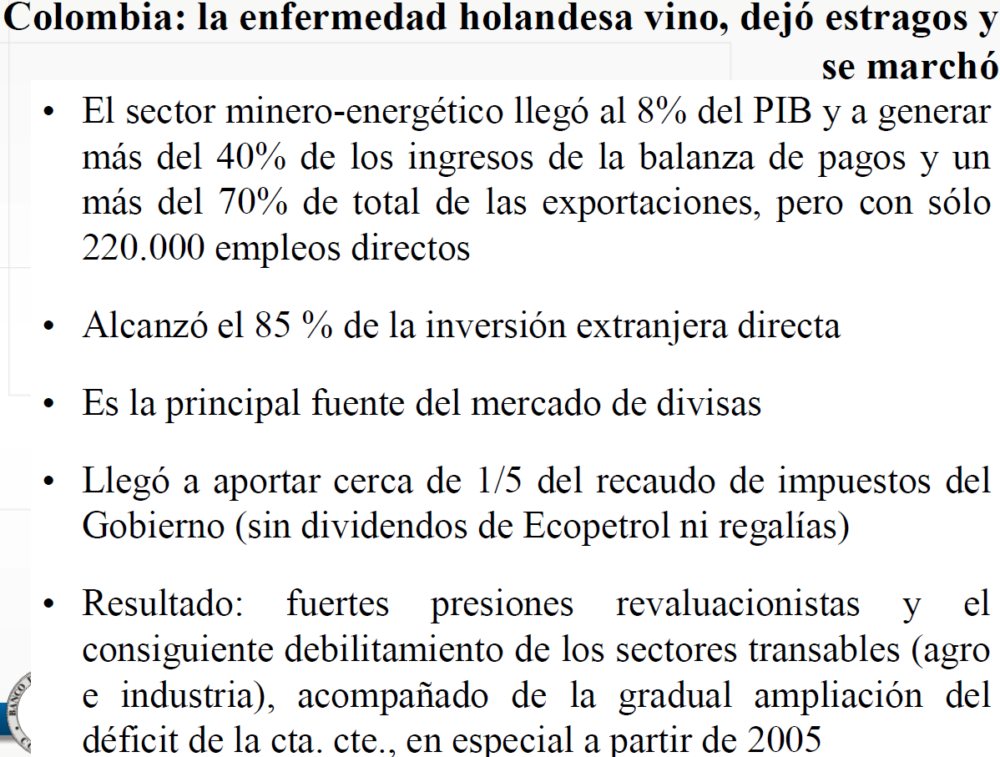 Colombia: la enfermedad holandesa vino, dejó estragos y
se marchó
• El sector minero-energético llegó al 8% del PIB y a generar
más del 40% de los ingresos de la balanza de pagos y un
más del 70% de total de las exportaciones, pero con sólo
220.000 empleos directos
• Alcanzó el 85 % de la inversión extranjera directa
• Es la principal fuente del mercado de divisas
• Llegó a aportar cerca de 1/5 del recaudo de impuestos del
Gobierno (sin dividendos de Ecopetrol ni regalías)
• Resultado: fuertes presiones revaluacionistas y el
consiguiente debilitamiento de los sectores transables (agro
e industria), acompañado de la gradual ampliación del
déficit de la cta. cte., en especial a partir de 2005
BANCO